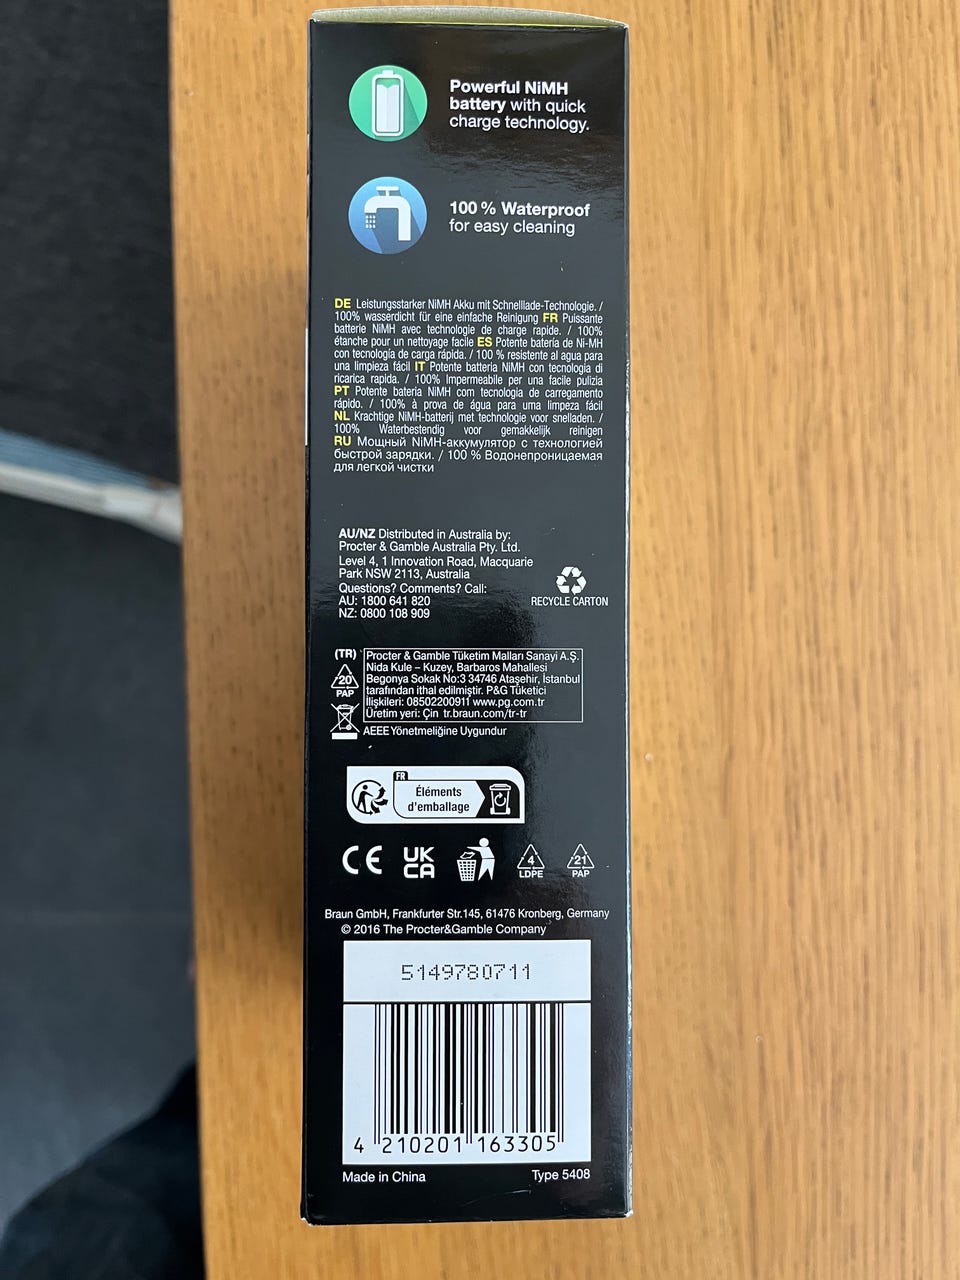 Powerful NiMH
battery with quick
charge technology.
100 % Waterproof
for easy cleaning
DE Leistungsstarker NiMH Akku mit Schnelllade-Technologie. /
100% wasserdicht für eine einfache Reinigung FR Puissante
batterie NiMH avec technologie de charge rapide. / 100%
étanche pour un nettoyage facile ES Potente batería de Ni-MH
con tecnología de carga rápida. / 100 % resistente al agua para
una limpieza fácil IT Potente batteria NiMH con tecnologia di
ricarica rapida. / 100% Impermeabile per una facile pulizia
PT Potente bateria NiMH com tecnologia de carregamento
rápido. / 100% à prova de água para uma limpeza fácil
NL Krachtige NiMH-batterij met technologie voor snelladen. /
100% Waterbestendig voor gemakkelijk reinigen
RU Мощный NiMH-аккумулятор с технологией
быстрой зарядки. / 100 % Водонепроницаемая
для легкой чистки
AU/NZ Distributed in Australia by:
Procter & Gamble Australia Pty. Ltd.
Level 4, 1 Innovation Road, Macquarie
Park NSW 2113, Australia
Questions? Comments? Call:
AU: 1800 641 820
NZ: 0800 108 909
RECYCLE CARTON
(TR)
20
PAP
Procter & Gamble Tüketim Malları Sanayi A.Ş.
Nida Kule – Kuzey, Barbaros Mahallesi
Begonya Sokak No:3 34746 Ataşehir, İstanbul
tarafından ithal edilmiştir. P&G Tüketici
İlişkileri: 08502200911 www.pg.com.tr
Üretim yeri: Çin tr.braun.com/tr-tr
AEEE Yönetmeliğine Uygundur
FR
Éléments
d'emballage
CE
UK
CA
4
LDPE
21
PAP
Braun GmbH, Frankfurter Str.145, 61476 Kronberg, Germany
© 2016 The Procter&Gamble Company
5149780711
4 210201 163305
Made in China
Type 5408